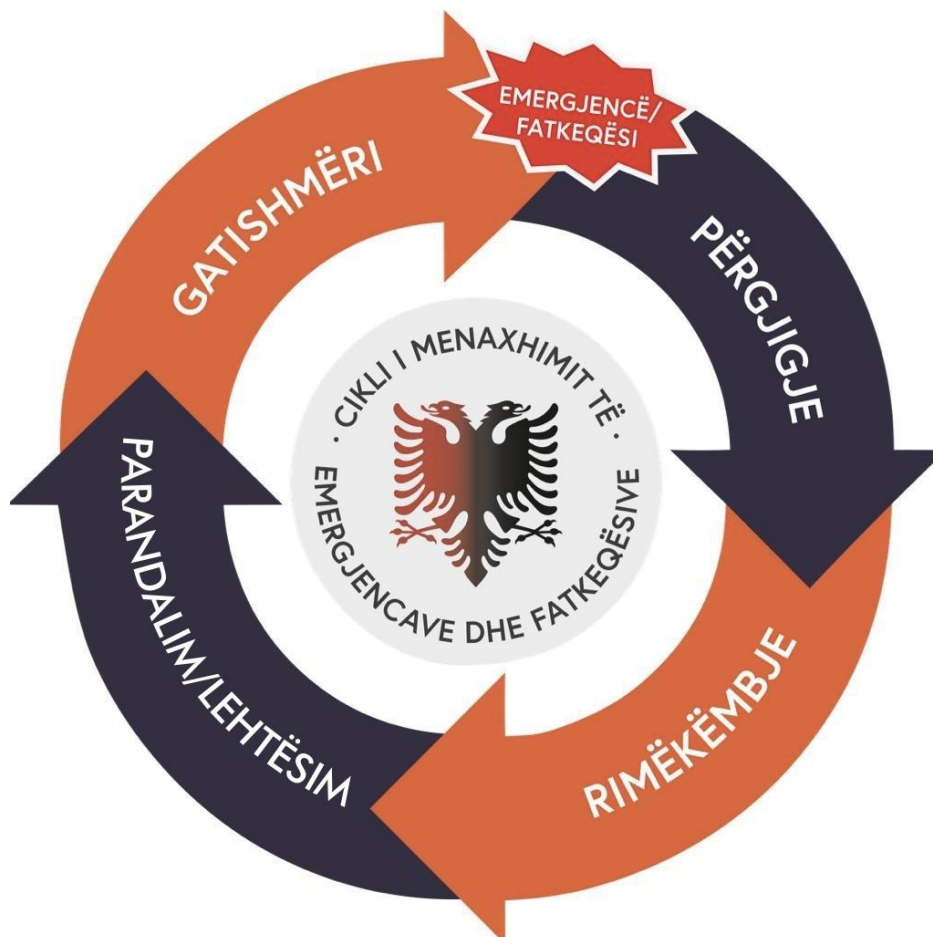 EMERGJENCË/
FATKEQËSI
PËRGJIGJE
RIMËKËMBJE
PARANDALIM/LEHTËSIM
GATISHMËRI
· CIKLI I MENAXHIMIT TË ·
EMERGJENCAVE DHE FATKEQËSIVE